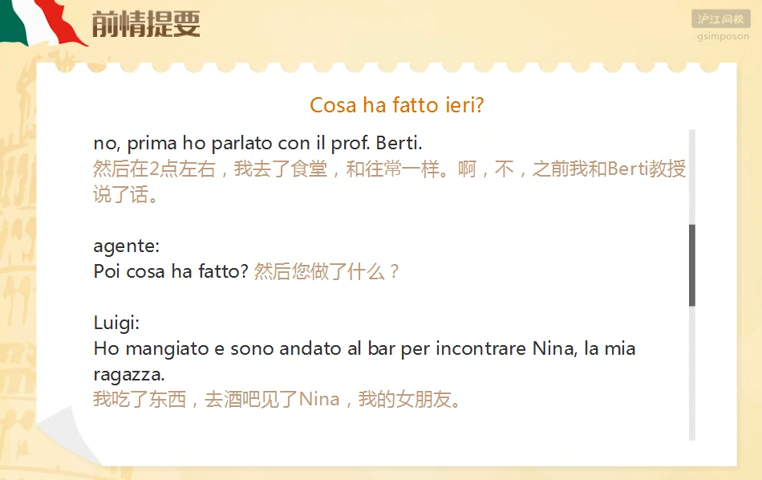 前情提要
沪江网校
gsimposon
Cosa ha fatto ieri?
no, prima ho parlato con il prof. Berti.
然后在2点左右，我去了食堂，和往常一样。啊，不，之前我和Berti教授
说了话。
agente:
Poi cosa ha fatto? 然后您做了什么？
Luigi:
Ho mangiato e sono andato al bar per incontrare Nina, la mia
ragazza.
我吃了东西，去酒吧见了Nina，我的女朋友。